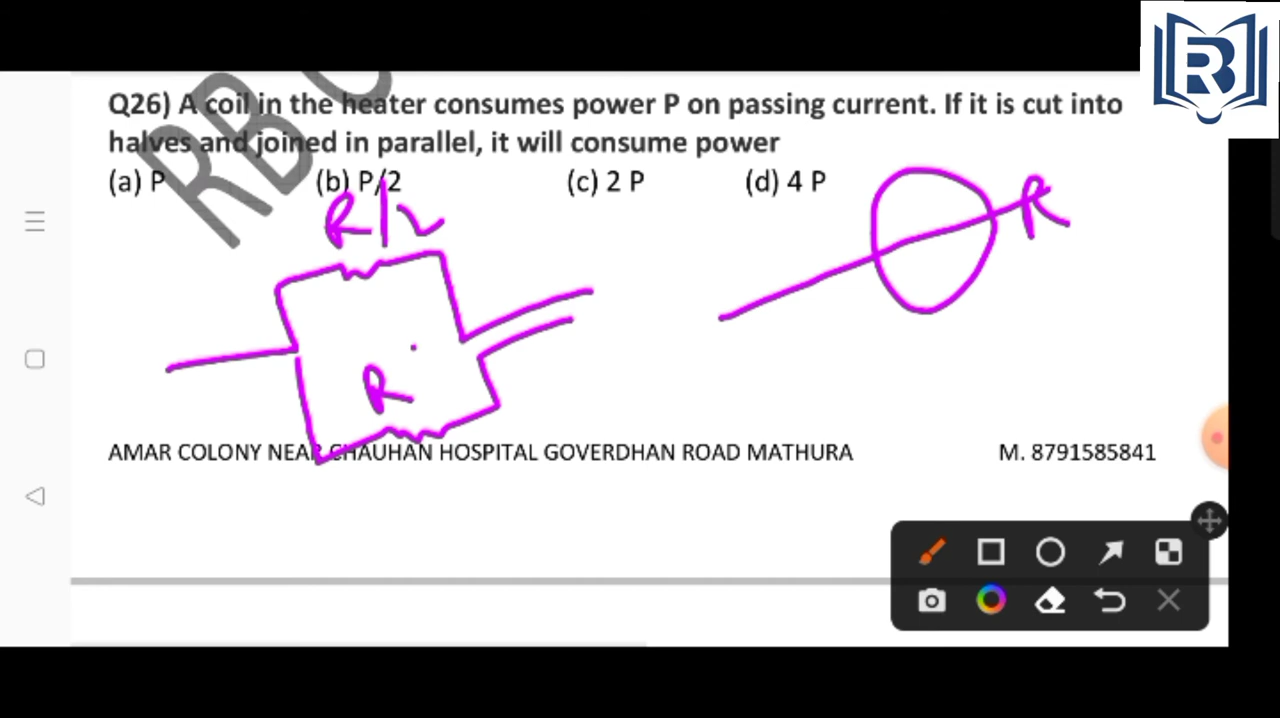 RB C
Q26) A coil in the heater consumes power P on passing current. If it is cut into
halves and joined in parallel, it will consume power
(a) P (b) P/2 (c) 2 P (d) 4 P
R/2
R
R
AMAR COLONY NEAR CHAUHAN HOSPITAL GOVERDHAN ROAD MATHURA M. 8791585841